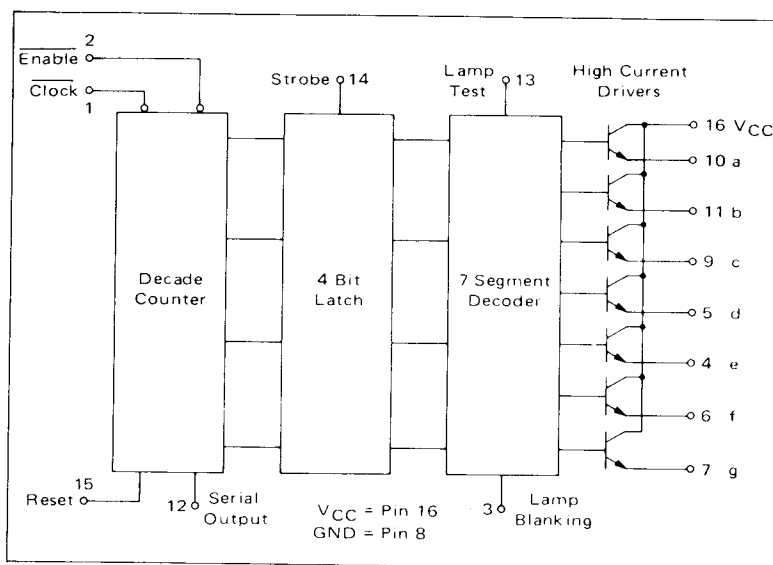 2
Enable
Clock
1
Strobe 14
Lamp
Test
13
High Current
Drivers
16 VCC
10 a
11 b
9 c
5 d
4 e
6 f
7 g
Decade
Counter
4 Bit
Latch
7 Segment
Decoder
15
Reset
12
Serial
Output
VCC = Pin 16
GND = Pin 8
3
Lamp
Blanking